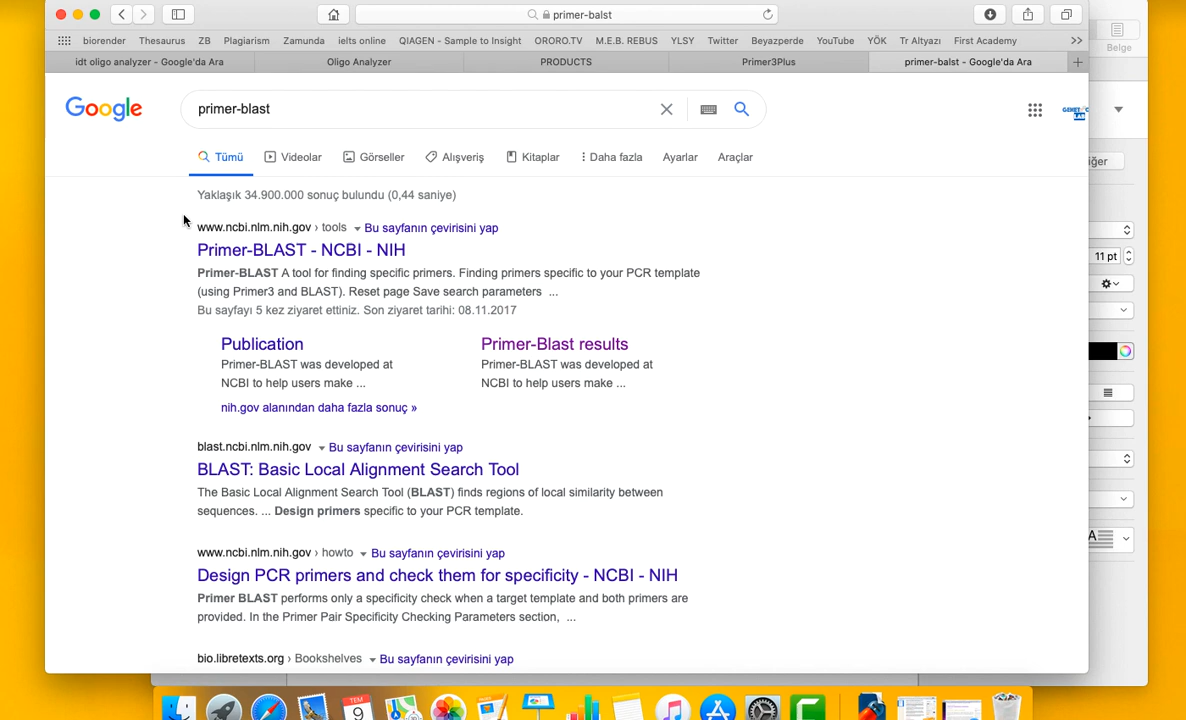 primer-balst
biorender Thesaurus ZB Plagiarism Zamunda ielts online QIAGEN - Sample to Insight ORORO.TV M.E.B. REBUS YLSY Twitter Beyazperde YouTube YÖK Tr Altyazı First Academy >>
Belge
idt oligo analyzer - Google'da Ara Oligo Analyzer PRODUCTS Primer3Plus primer-balst - Google'da Ara +
Google primer-blast
Tümü Videolar Görseller Alışveriş Kitaplar Daha fazla Ayarlar Araçlar
Yaklaşık 34.900.000 sonuç bulundu (0,44 saniye)
www.ncbi.nlm.nih.gov › tools Bu sayfanın çevirisini yap
Primer-BLAST - NCBI - NIH
11 pt
Primer-BLAST A tool for finding specific primers. Finding primers specific to your PCR template
(using Primer3 and BLAST). Reset page Save search parameters ...
Bu sayfayı 5 kez ziyaret ettiniz. Son ziyaret tarihi: 08.11.2017
Publication Primer-Blast results
Primer-BLAST was developed at Primer-BLAST was developed at
NCBI to help users make ... NCBI to help users make ...
nih.gov alanından daha fazla sonuç »
blast.ncbi.nlm.nih.gov Bu sayfanın çevirisini yap
BLAST: Basic Local Alignment Search Tool
The Basic Local Alignment Search Tool (BLAST) finds regions of local similarity between
sequences. ... Design primers specific to your PCR template.
www.ncbi.nlm.nih.gov › howto Bu sayfanın çevirisini yap
Design PCR primers and check them for specificity - NCBI - NIH
Primer BLAST performs only a specificity check when a target template and both primers are
provided. In the Primer Pair Specificity Checking Parameters section, ...
bio.libretexts.org › Bookshelves Bu sayfanın çevirisini yap
TEM
9